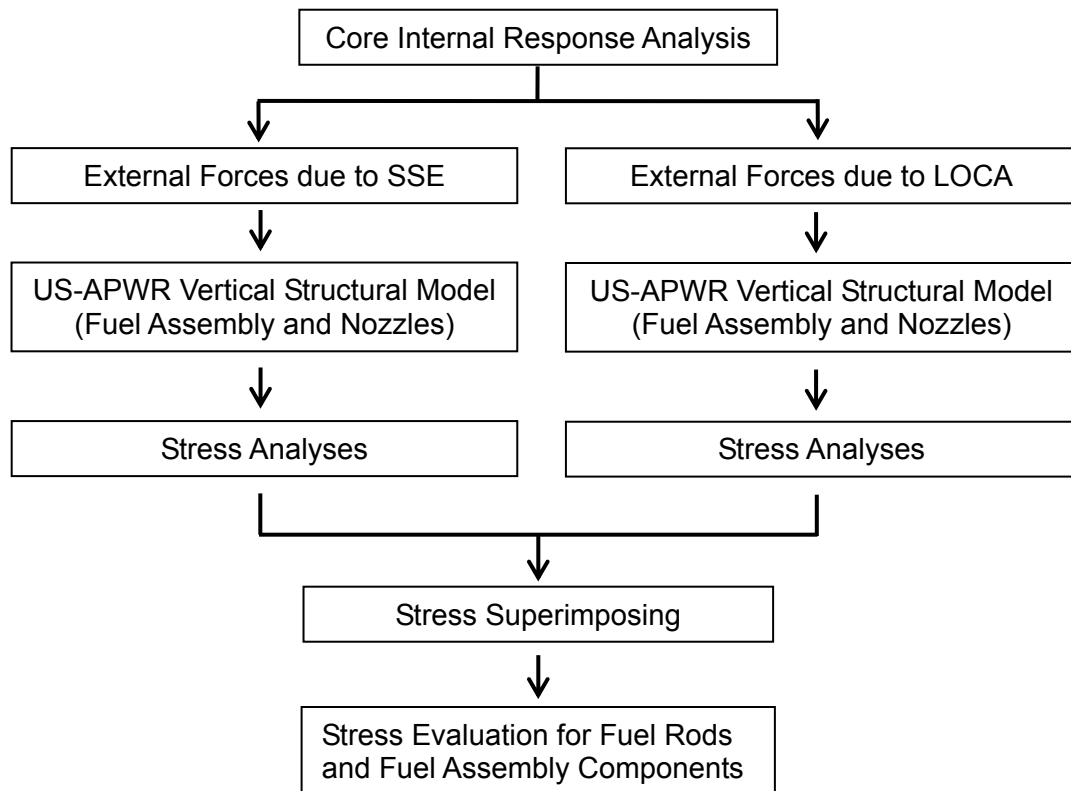 Core Internal Response Analysis
External Forces due to SSE
External Forces due to LOCA
US-APWR Vertical Structural Model
(Fuel Assembly and Nozzles)
US-APWR Vertical Structural Model
(Fuel Assembly and Nozzles)
Stress Analyses
Stress Analyses
Stress Superimposing
Stress Evaluation for Fuel Rods
and Fuel Assembly Components